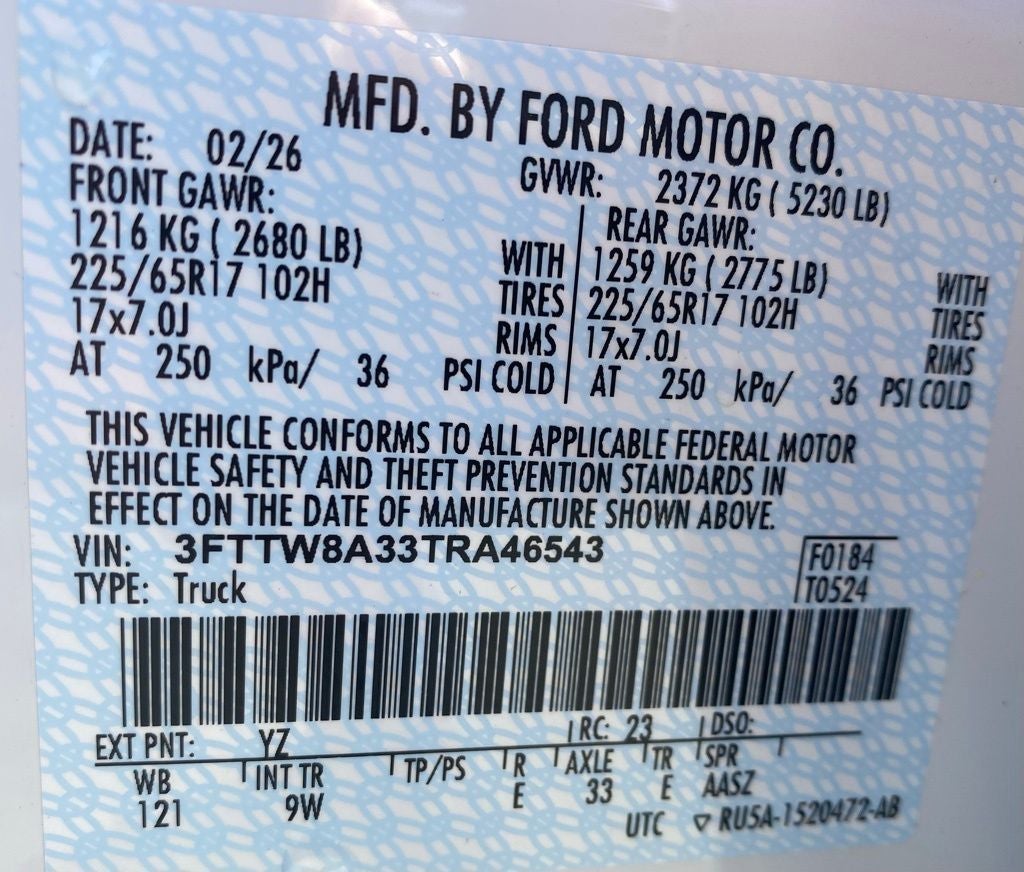 MFD. BY FORD MOTOR CO.
DATE: 02/26 GVWR: 2372 KG ( 5230 LB)
FRONT GAWR: REAR GAWR:
1216 KG ( 2680 LB) WITH 1259 KG ( 2775 LB) WITH
225/65R17 102H TIRES 225/65R17 102H TIRES
17x7.0J RIMS 17x7.0J RIMS
AT 250 kPa/ 36 PSI COLD AT 250 kPa/ 36 PSI COLD
THIS VEHICLE CONFORMS TO ALL APPLICABLE FEDERAL MOTOR
VEHICLE SAFETY AND THEFT PREVENTION STANDARDS IN
EFFECT ON THE DATE OF MANUFACTURE SHOWN ABOVE.
VIN: 3FTTW8A33TRA46543 F0184
TYPE: Truck T0524
EXT PNT: YZ RC: 23 DSO:
WB INT TR TP/PS R AXLE TR SPR
121 9W E 33 E AASZ
UTC ▽ RU5A-1520472-AB